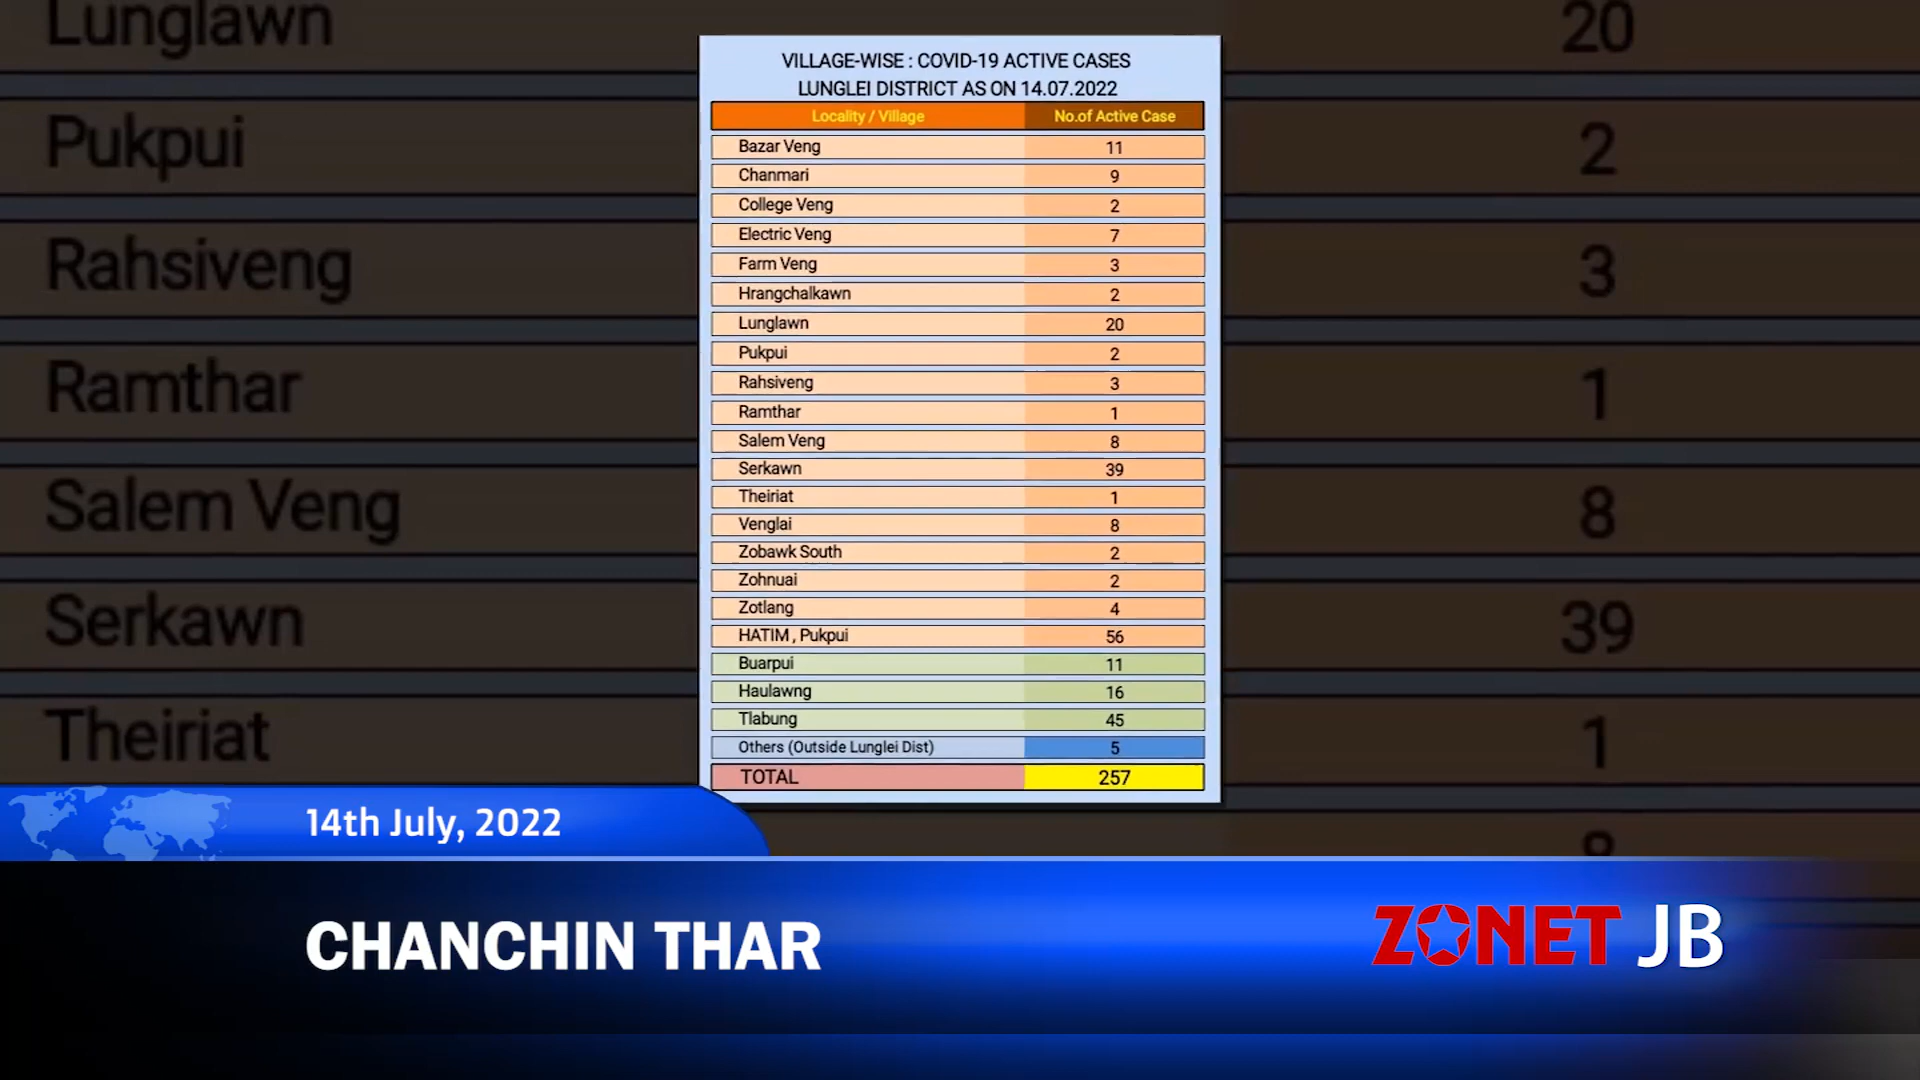 VILLAGE-WISE : COVID-19 ACTIVE CASES
LUNGLEI DISTRICT AS ON 14.07.2022
Locality / Village No.of Active Case
Bazar Veng 11
Chanmari 9
College Veng 2
Electric Veng 7
Farm Veng 3
Hrangchalkawn 2
Lunglawn 20
Pukpui 2
Rahsiveng 3
Ramthar 1
Salem Veng 8
Serkawn 39
Theiriat 1
Venglai 8
Zobawk South 2
Zohnuai 2
Zotlang 4
HATIM , Pukpui 56
Buarpui 11
Haulawng 16
Tlabung 45
Others (Outside Lunglei Dist) 5
TOTAL 257
Lunglawn 20
Pukpui 2
Rahsiveng 3
Ramthar 1
Salem Veng 8
Serkawn 39
Theiriat 1
8
14th July, 2022
CHANCHIN THAR
ZONET JB